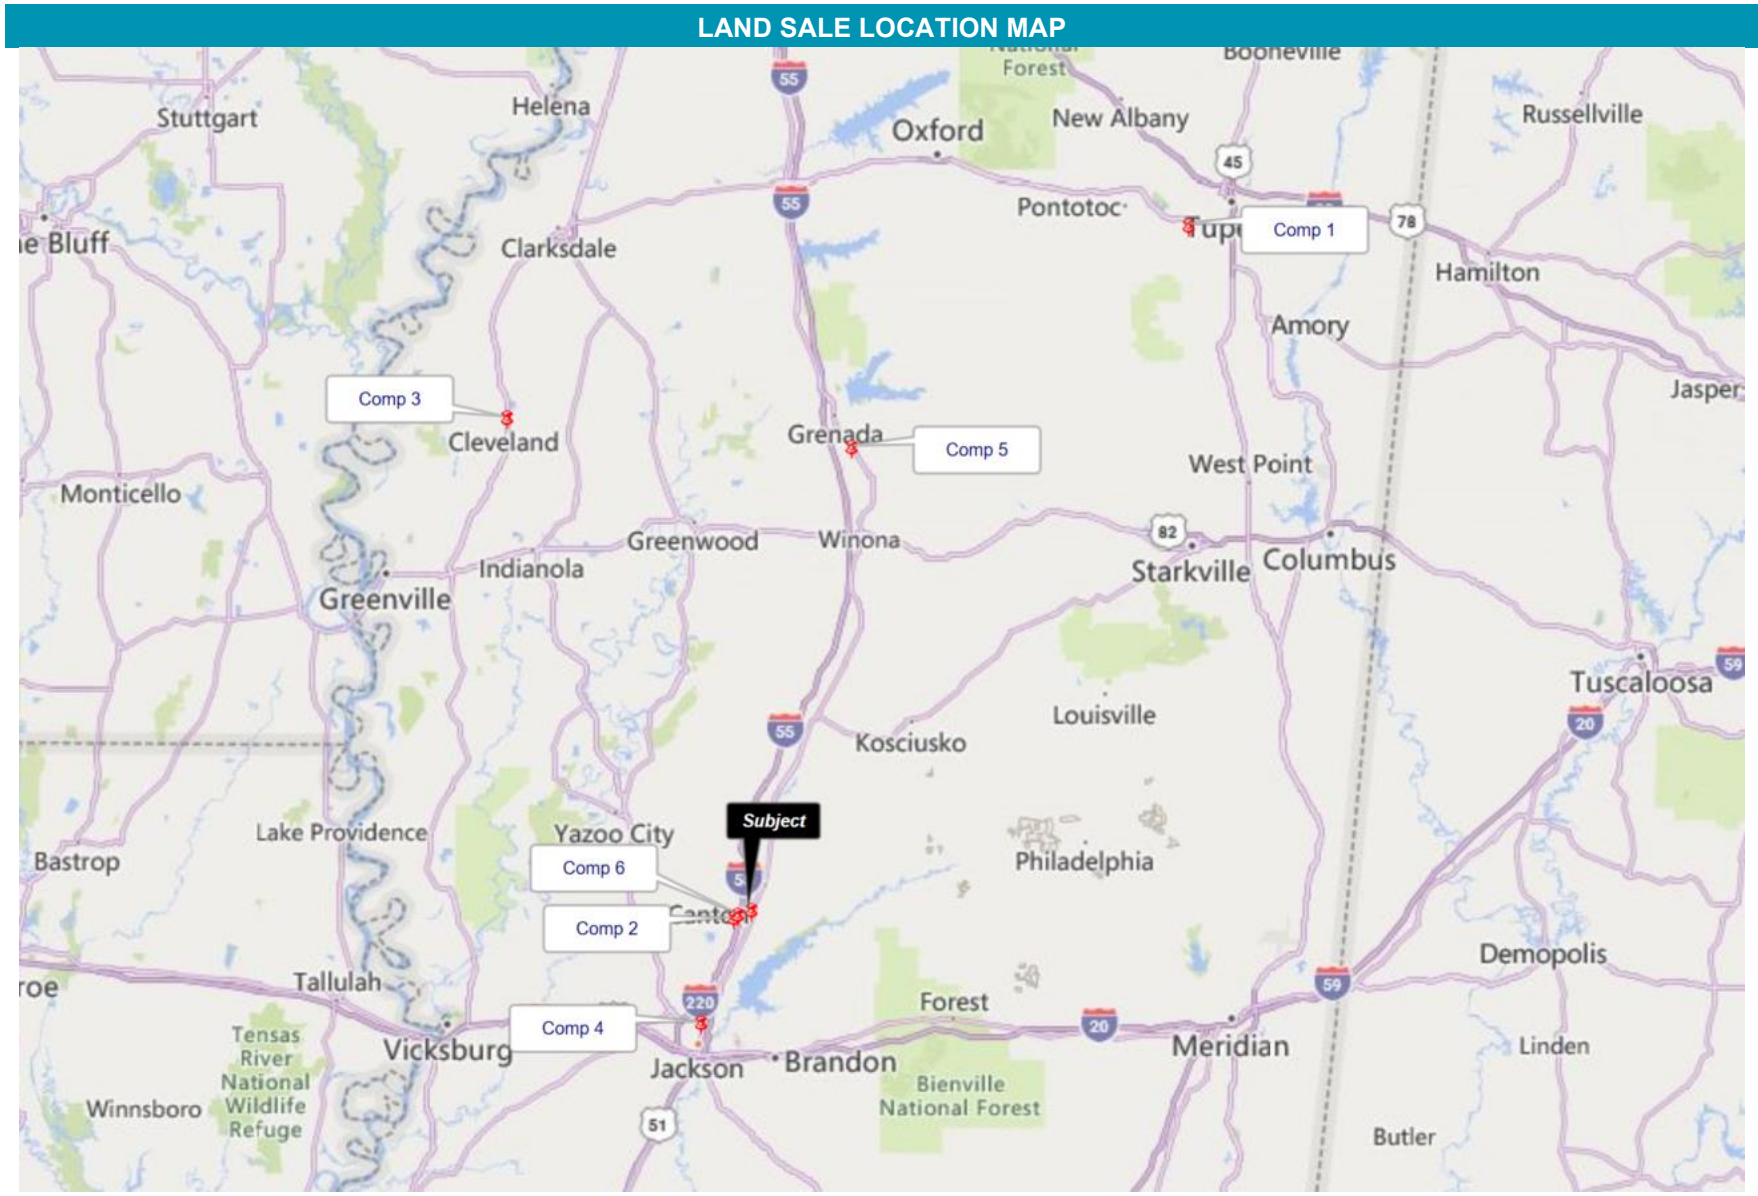 LAND SALE LOCATION MAP
National
Forest
Booneville
55
Helena
Stuttgart
New Albany
Russellville
Oxford
45
55
Pontotoc
78
Comp 1
Clarksdale
Hamilton
Amory
Comp 3
Jasper
Cleveland
Grenada
Comp 5
West Point
Monticello
Greenwood
Winona
82
Starkville
Columbus
Indianola
Greenville
59
Tuscaloosa
20
Louisville
55
Kosciusko
Subject
Lake Providence
Yazoo City
Bastrop
Philadelphia
Comp 6
Canton
Comp 2
Demopolis
Tallulah
roe
59
220
Forest
Comp 4
20
Tensas
River
National
Wildlife
Refuge
Vicksburg
Meridian
Linden
Jackson
Brandon
Bienville
National Forest
Winnsboro
51
Butler